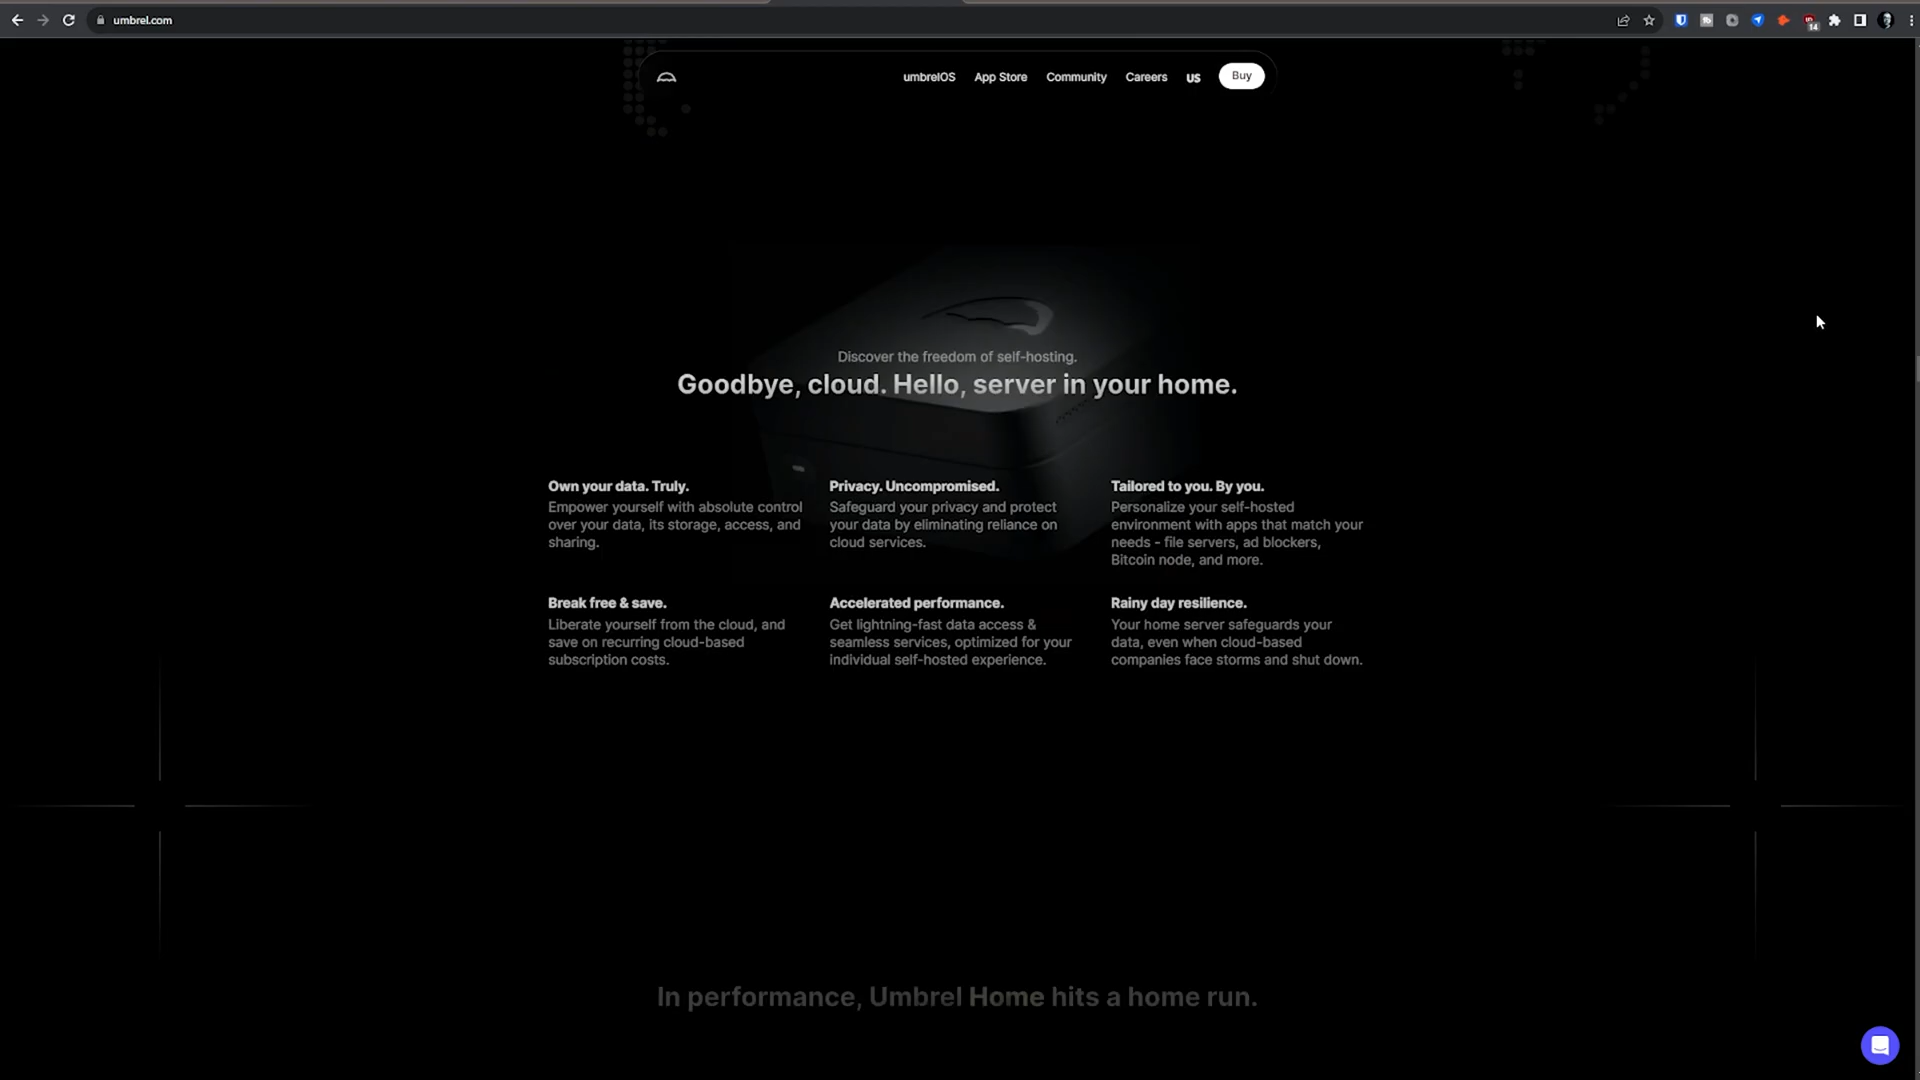 umbrel.com
14
umbrelOS App Store Community Careers US Buy
Discover the freedom of self-hosting.
Goodbye, cloud. Hello, server in your home.
Own your data. Truly.
Empower yourself with absolute control
over your data, its storage, access, and
sharing.
Privacy. Uncompromised.
Safeguard your privacy and protect
your data by eliminating reliance on
cloud services.
Tailored to you. By you.
Personalize your self-hosted
environment with apps that match your
needs - file servers, ad blockers,
Bitcoin node, and more.
Break free & save.
Liberate yourself from the cloud, and
save on recurring cloud-based
subscription costs.
Accelerated performance.
Get lightning-fast data access &
seamless services, optimized for your
individual self-hosted experience.
Rainy day resilience.
Your home server safeguards your
data, even when cloud-based
companies face storms and shut down.
In performance, Umbrel Home hits a home run.